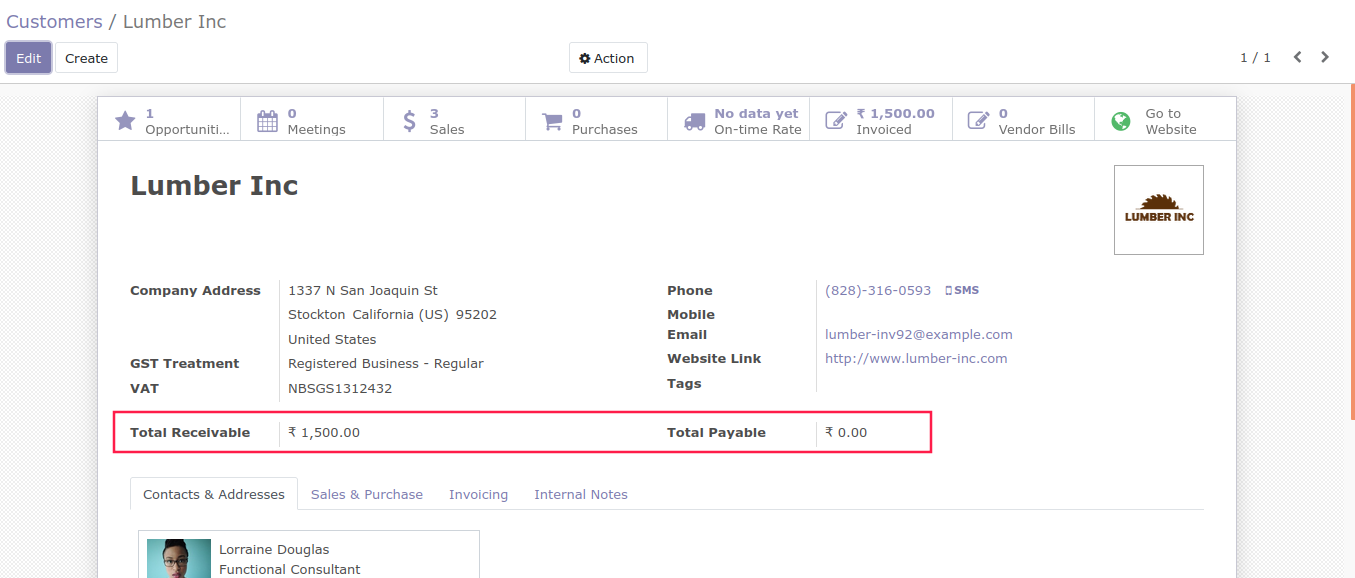 Customers / Lumber Inc
Edit Create Action 1 / 1
1 Opportuniti...
0 Meetings
$ 3 Sales
0 Purchases
No data yet On-time Rate
₹ 1,500.00 Invoiced
0 Vendor Bills
Go to Website
Lumber Inc
LUMBER INC
Company Address 1337 N San Joaquin St
Stockton California (US) 95202
United States
GST Treatment Registered Business - Regular
VAT NBSGS1312432
Phone (828)-316-0593 SMS
Mobile
Email lumber-inv92@example.com
Website Link http://www.lumber-inc.com
Tags
Total Receivable ₹ 1,500.00 Total Payable ₹ 0.00
Contacts & Addresses Sales & Purchase Invoicing Internal Notes
Lorraine Douglas
Functional Consultant